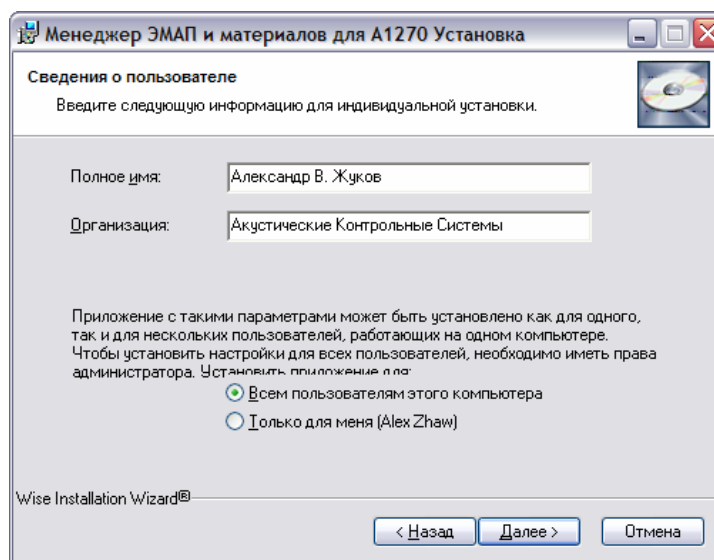 Менеджер ЭМАП и материалов для А1270 Установка
Сведения о пользователе
Введите следующую информацию для индивидуальной установки.
Полное имя:
Александр В. Жуков
Организация:
Акустические Контрольные Системы
Приложение с такими параметрами может быть установлено как для одного,
так и для нескольких пользователей, работающих на одном компьютере.
Чтобы установить настройки для всех пользователей, необходимо иметь права
администратора. Установить приложение для:
Всем пользователям этого компьютера
Только для меня (Alex Zhaw)
Wise Installation Wizard®
< Назад
Далее >
Отмена